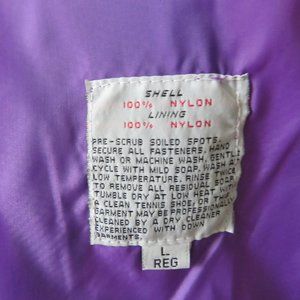 SHELL
100% NYLON
LINING
100% NYLON
PRE-SCRUB SOILED SPOTS,
SECURE ALL FASTENERS. HAND
WASH OR MACHINE WASH, GENTLE
CYCLE WITH MILD SOAP. WASH AT
LOW TEMPERATURE. RINSE TWICE
TO REMOVE ALL RESIDUAL SOAP.
TUMBLE DRY AT LOW HEAT WITH
A CLEAN TENNIS SHOE, OR THIS
GARMENT MAY BE PROFESSIONALLY
CLEANED BY A DRY CLEANER
EXPERIENCED WITH DOWN
GARMENTS.
L
REG